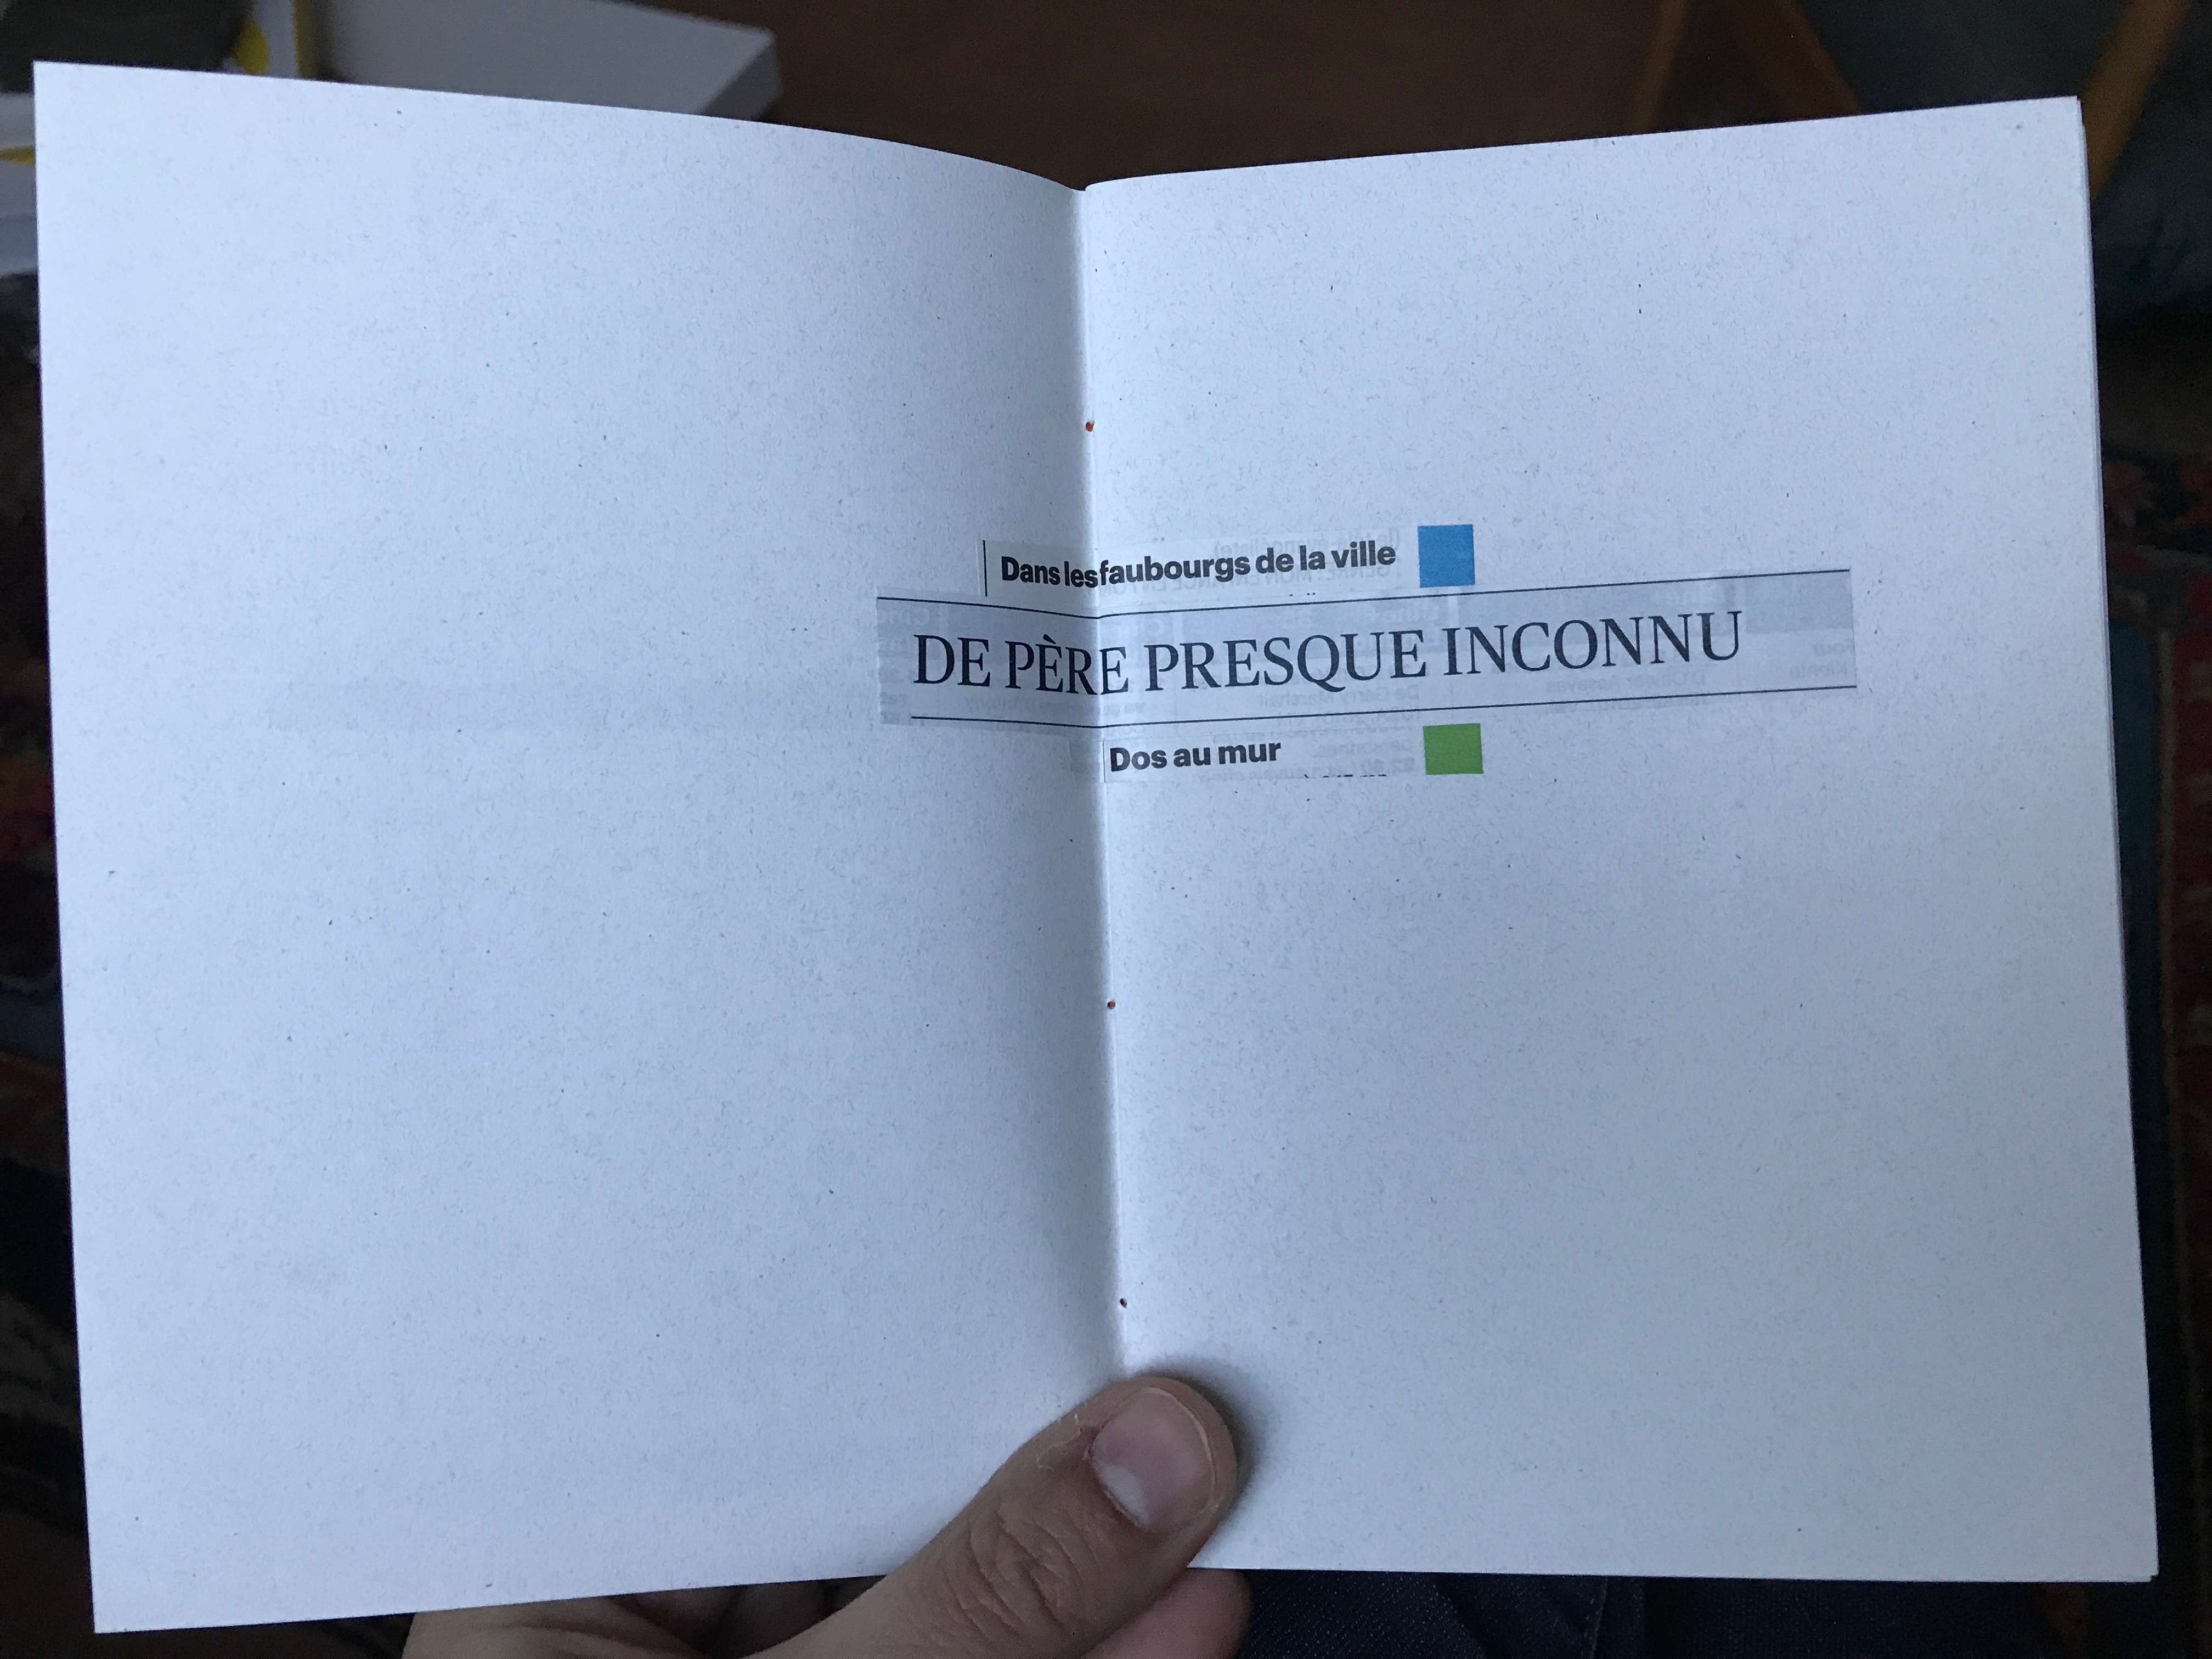 Dans les faubourgs de la ville
DE PÈRE PRESQUE INCONNU
Dos au mur